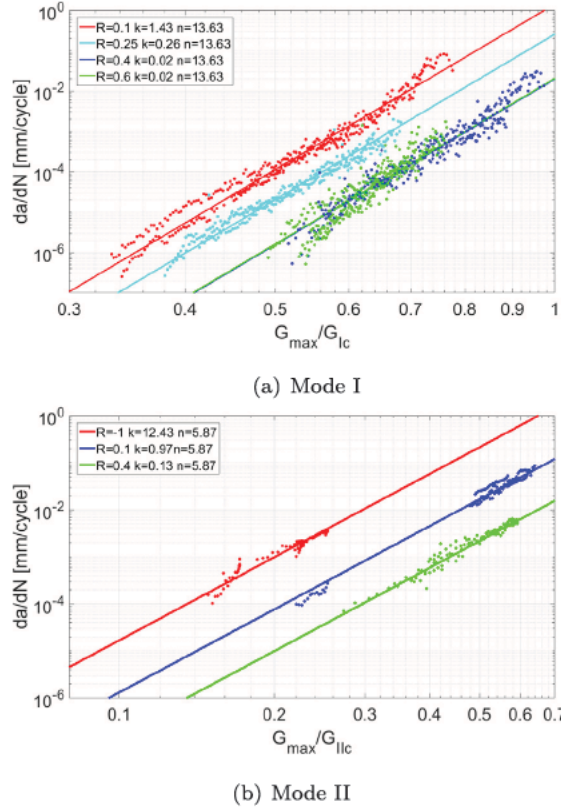 10^0
R=0.1 k=1.43 n=13.63
R=0.25 k=0.26 n=13.63
R=0.4 k=0.02 n=13.63
R=0.6 k=0.02 n=13.63
10^-2
da/dN [mm/cycle]
10^-4
10^-6
0.3 0.4 0.5 0.6 0.7 0.8 0.9 1
G_max/G_Ic
(a) Mode I
10^0
R=-1 k=12.43 n=5.87
R=0.1 k=0.97n=5.87
R=0.4 k=0.13 n=5.87
10^-2
da/dN [mm/cycle]
10^-4
10^-6
0.1 0.2 0.3 0.4 0.5 0.6 0.7
G_max/G_IIc
(b) Mode II